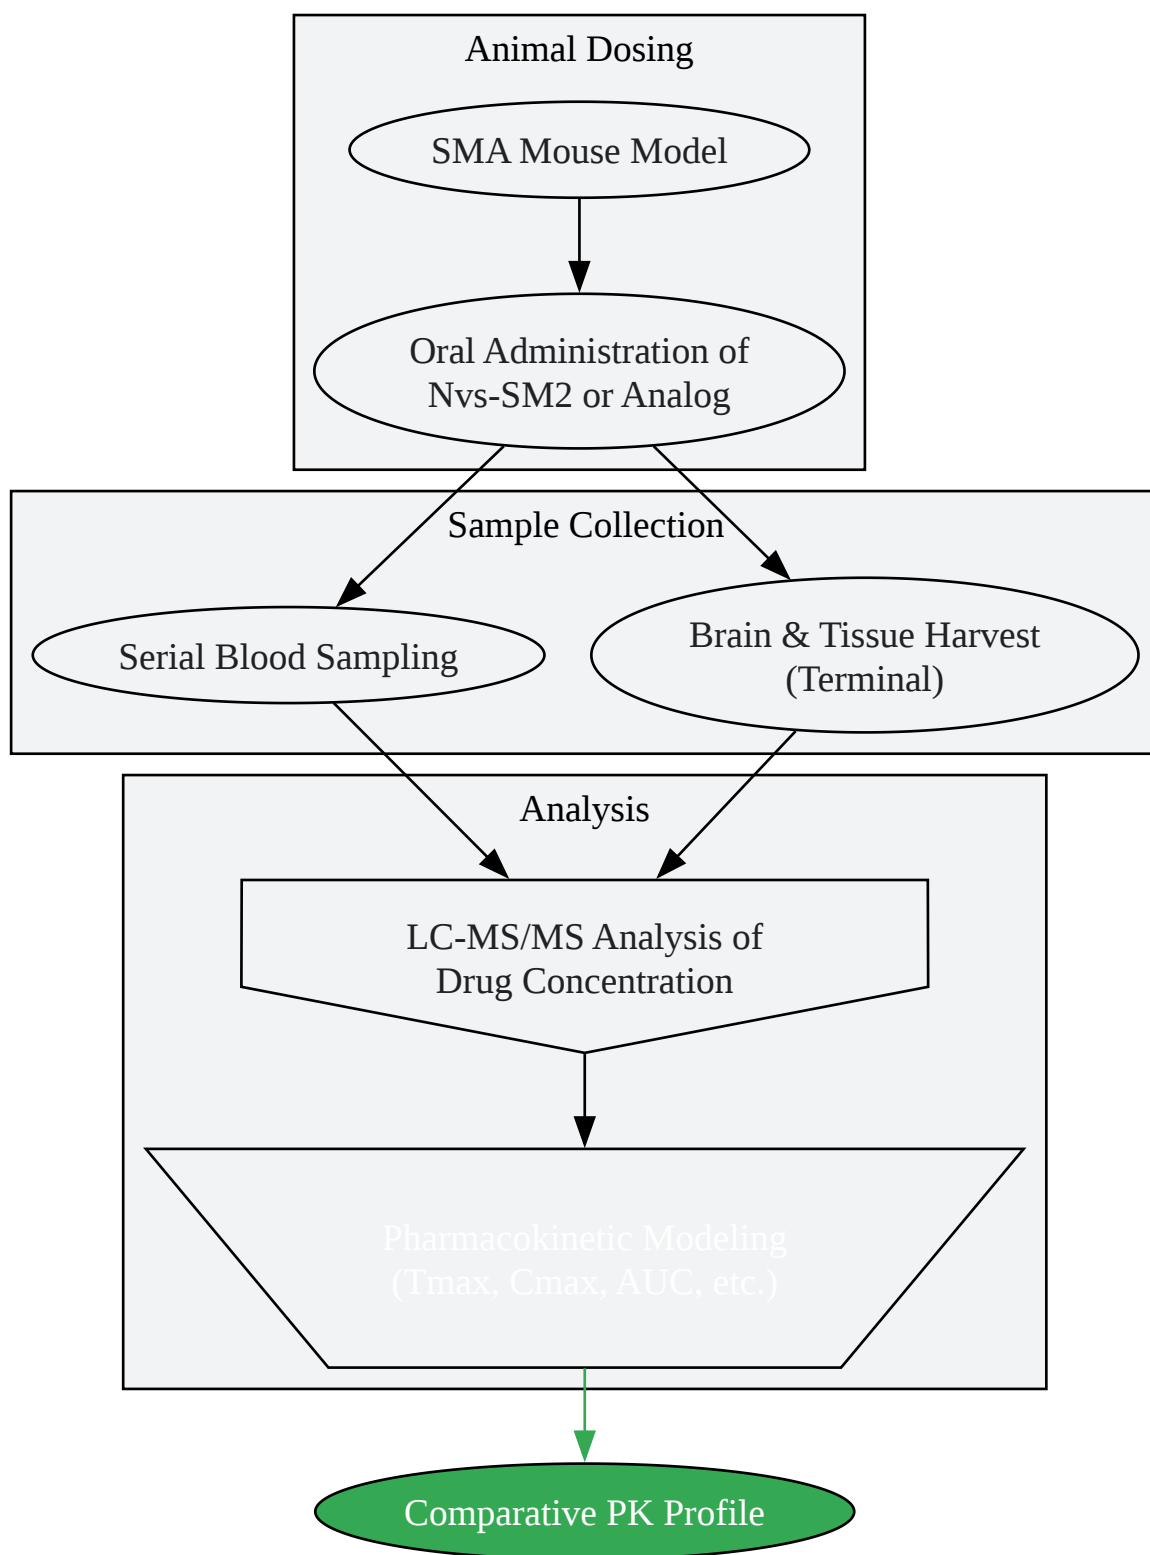 Animal Dosing
SMA Mouse Model
Oral Administration of
Nvs-SM2 or Analog
Sample Collection
Serial Blood Sampling
Brain & Tissue Harvest
(Terminal)
Analysis
LC-MS/MS Analysis of
Drug Concentration
Pharmacokinetic Modeling
(Tmax, Cmax, AUC, etc.)
Comparative PK Profile